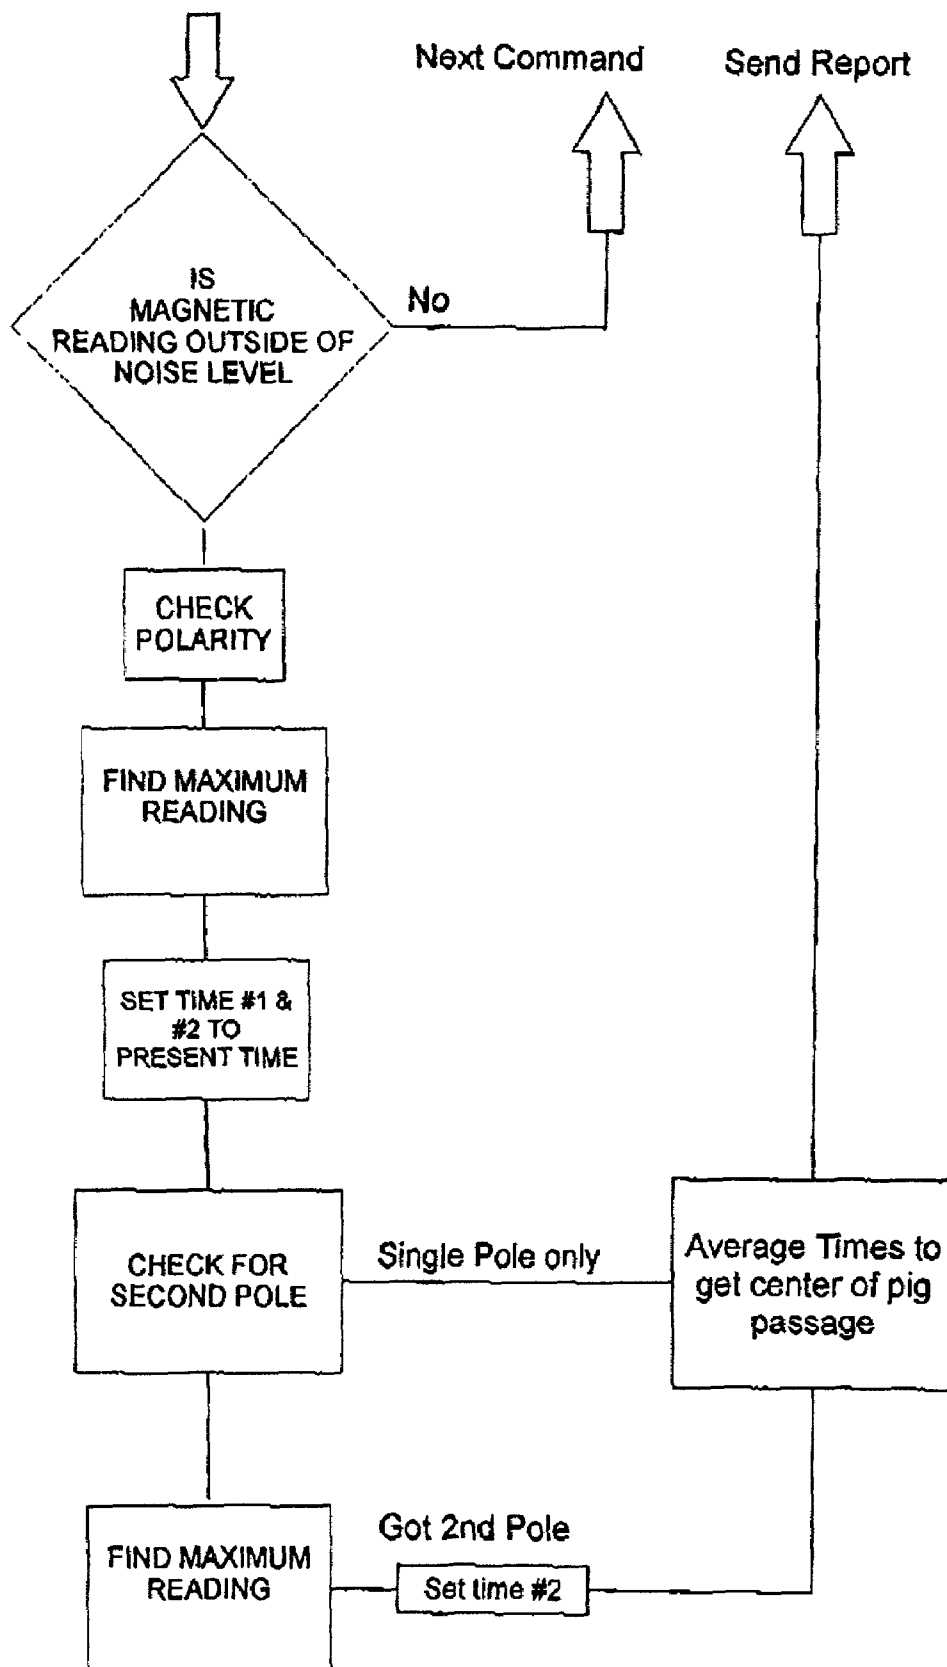 Next Command
Send Report
IS
MAGNETIC
READING OUTSIDE OF
NOISE LEVEL
No
CHECK
POLARITY
FIND MAXIMUM
READING
SET TIME #1 &
#2 TO
PRESENT TIME
CHECK FOR
SECOND POLE
Single Pole only
Average Times to
get center of pig
passage
FIND MAXIMUM
READING
Got 2nd Pole
Set time #2